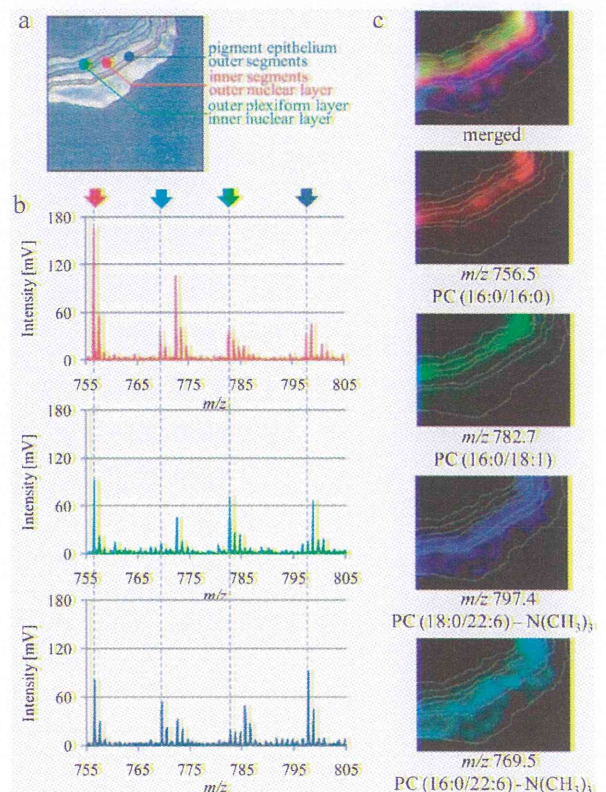 a
pigment epithelium
outer segments
inner segments
outer nuclear layer
outer plexiform layer
inner nuclear layer
b
180
120
60
0
Intensity [mV]
755 765 775 785 795 805
m/z
180
120
60
0
Intensity [mV]
755 765 775 785 795 805
m/z
180
120
60
0
Intensity [mV]
755 765 775 785 795 805
m/z
c
merged
m/z 756.5
PC (16:0/16:0)
m/z 782.7
PC (16:0/18:1)
m/z 797.4
PC (18:0/22:6) – N(CH₃)₃
m/z 769.5
PC (16:0/22:6) - N(CH₃)₃